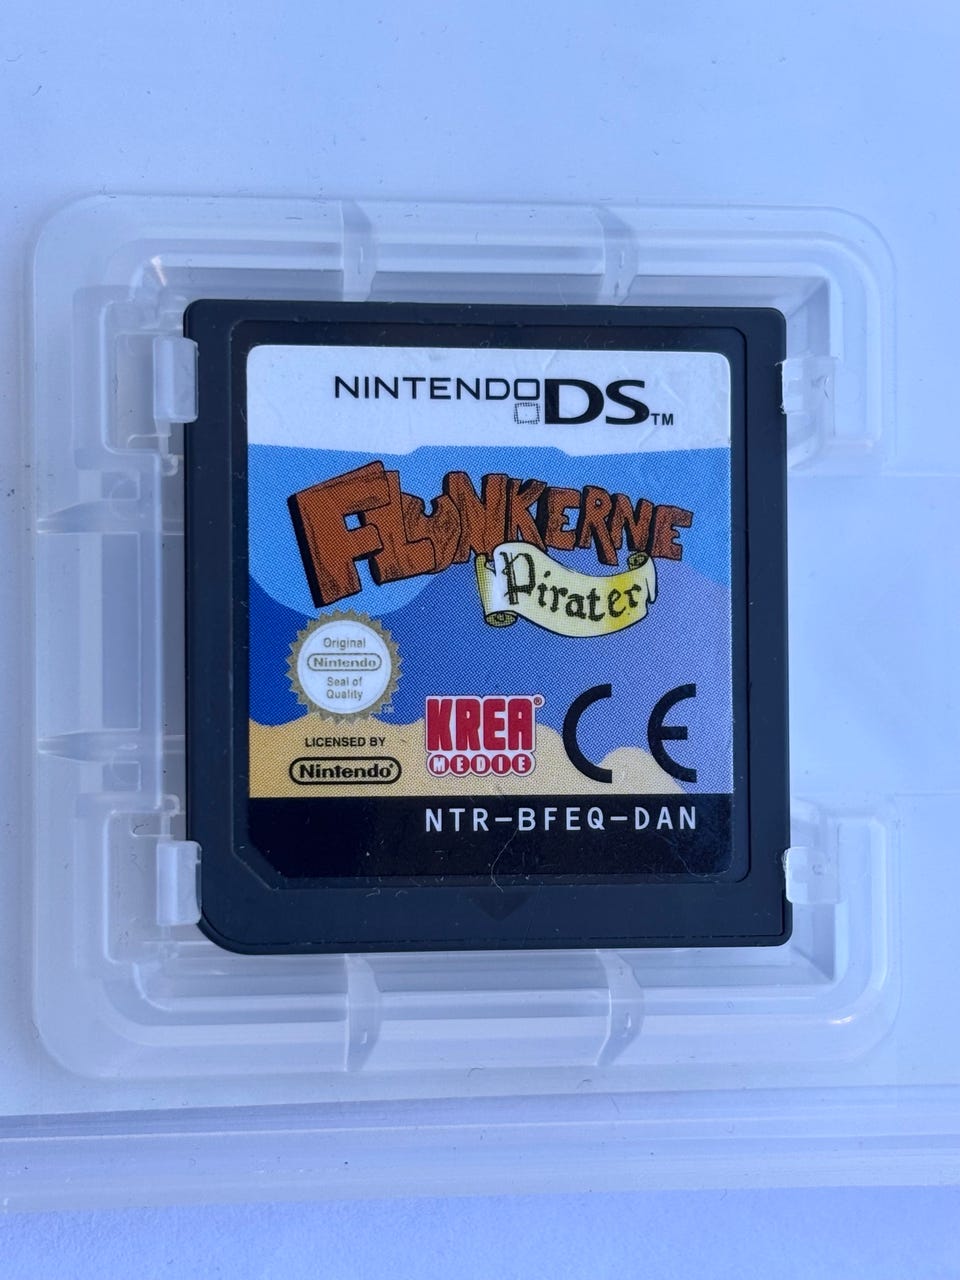 NINTENDO DS™
FLUNKERNE
Pirater
Original
Nintendo
Seal of
Quality
LICENSED BY
Nintendo®
KREA®
MEDIE
CE
NTR-BFEQ-DAN